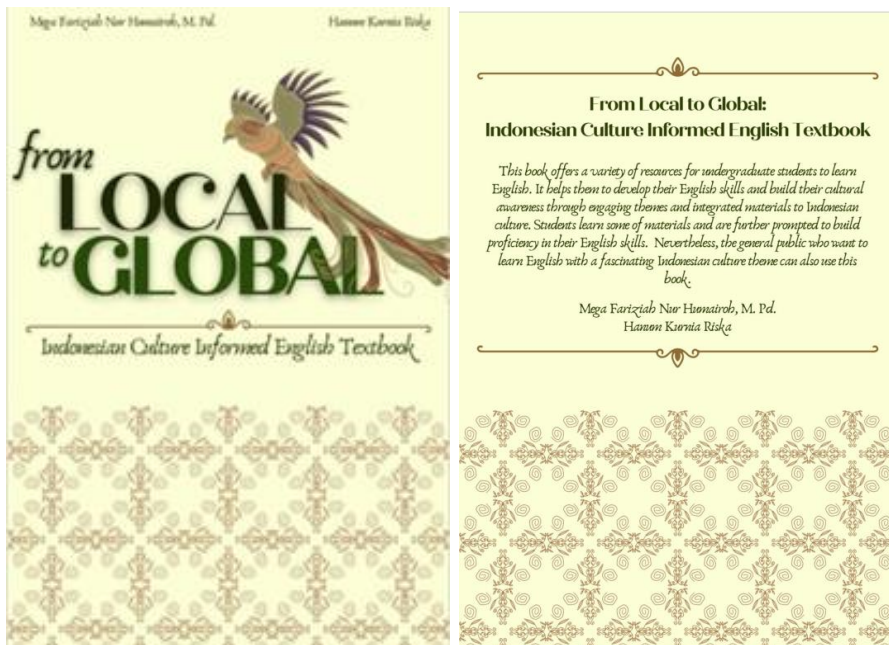 Mega Fariziah Nur Humairoh, M. Pd.
Hanum Kurnia Riska
from
LOCAL
to GLOBAL
Indonesian Culture Informed English Textbook
From Local to Global:
Indonesian Culture Informed English Textbook
This book offers a variety of resources for undergraduate students to learn
English. It helps them to develop their English skills and build their cultural
awareness through engaging themes and integrated materials to Indonesian
culture. Students learn some of materials and are further prompted to build
proficiency in their English skills. Nevertheless, the general public who want to
learn English with a fascinating Indonesian culture theme can also use this
book.
Mega Fariziah Nur Humairoh, M. Pd.
Hanum Kurnia Riska